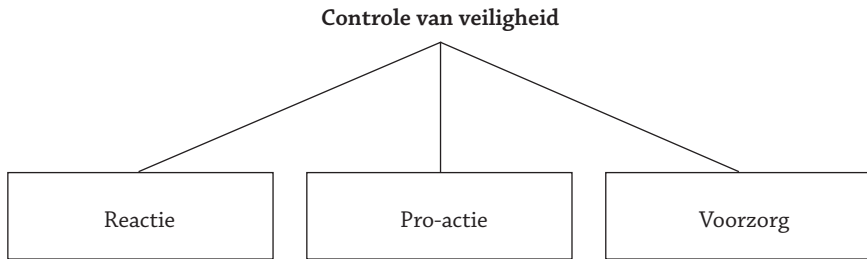 Controle van veiligheid
Reactie
Pro-actie
Voorzorg